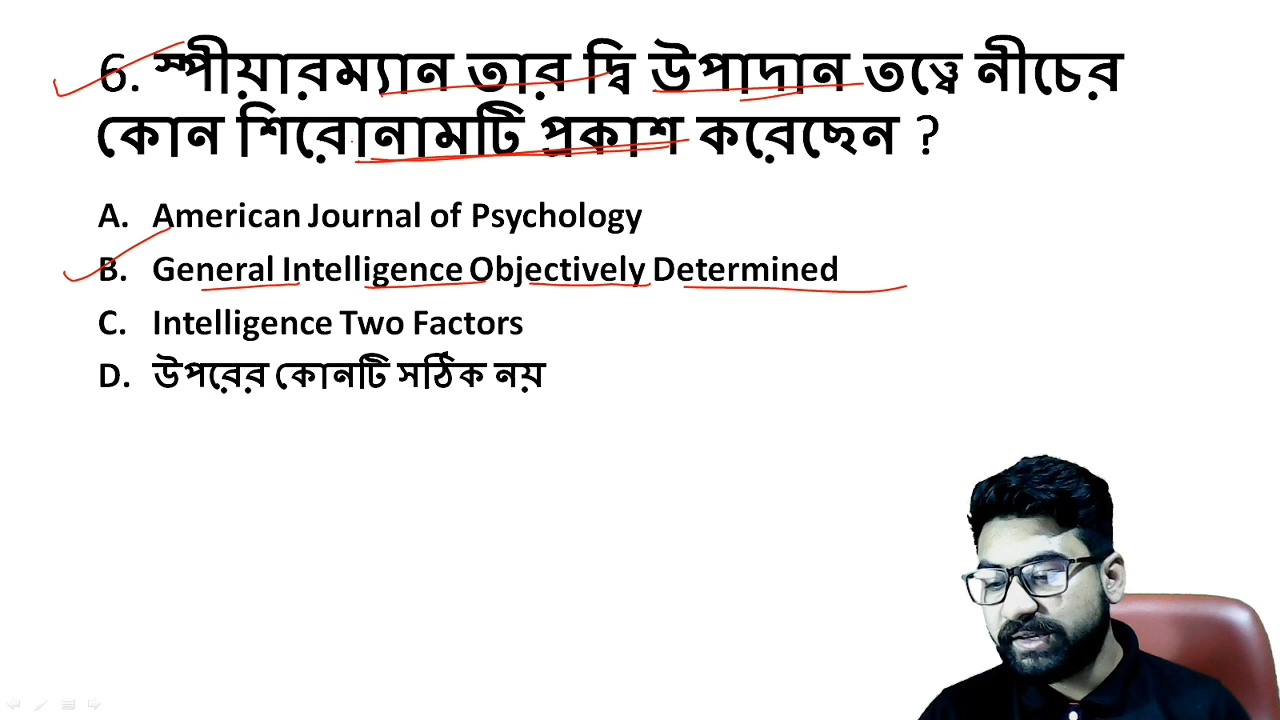 6. স্পীয়ারম্যান তার দ্বি উপাদান তত্ত্বে নীচের
কোন শিরোনামটি প্রকাশ করেছেন ?
A. American Journal of Psychology
B. General Intelligence Objectively Determined
C. Intelligence Two Factors
D. উপরের কোনটি সঠিক নয়